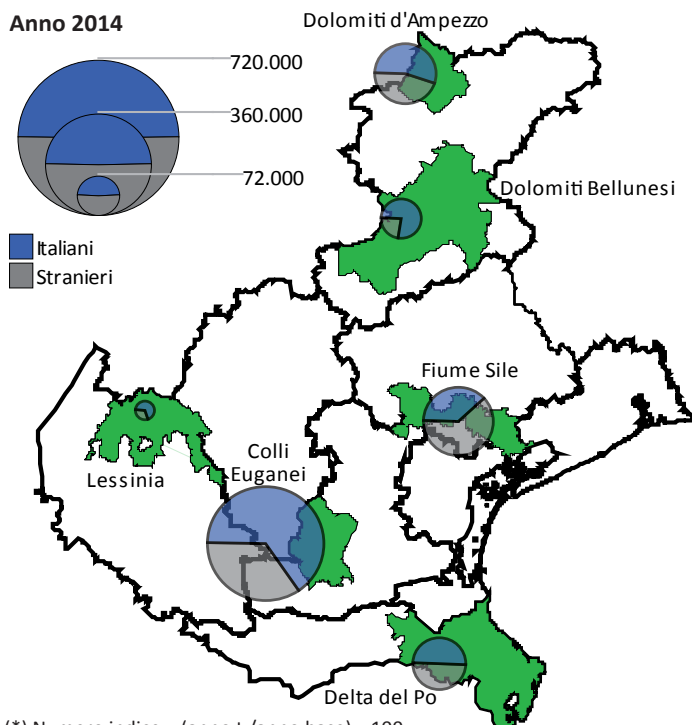 Anno 2014
Dolomiti d'Ampezzo
720.000
360.000
72.000
Dolomiti Bellunesi
Italiani
Stranieri
Fiume Sile
Colli
Euganei
Lessinia
Delta del Po